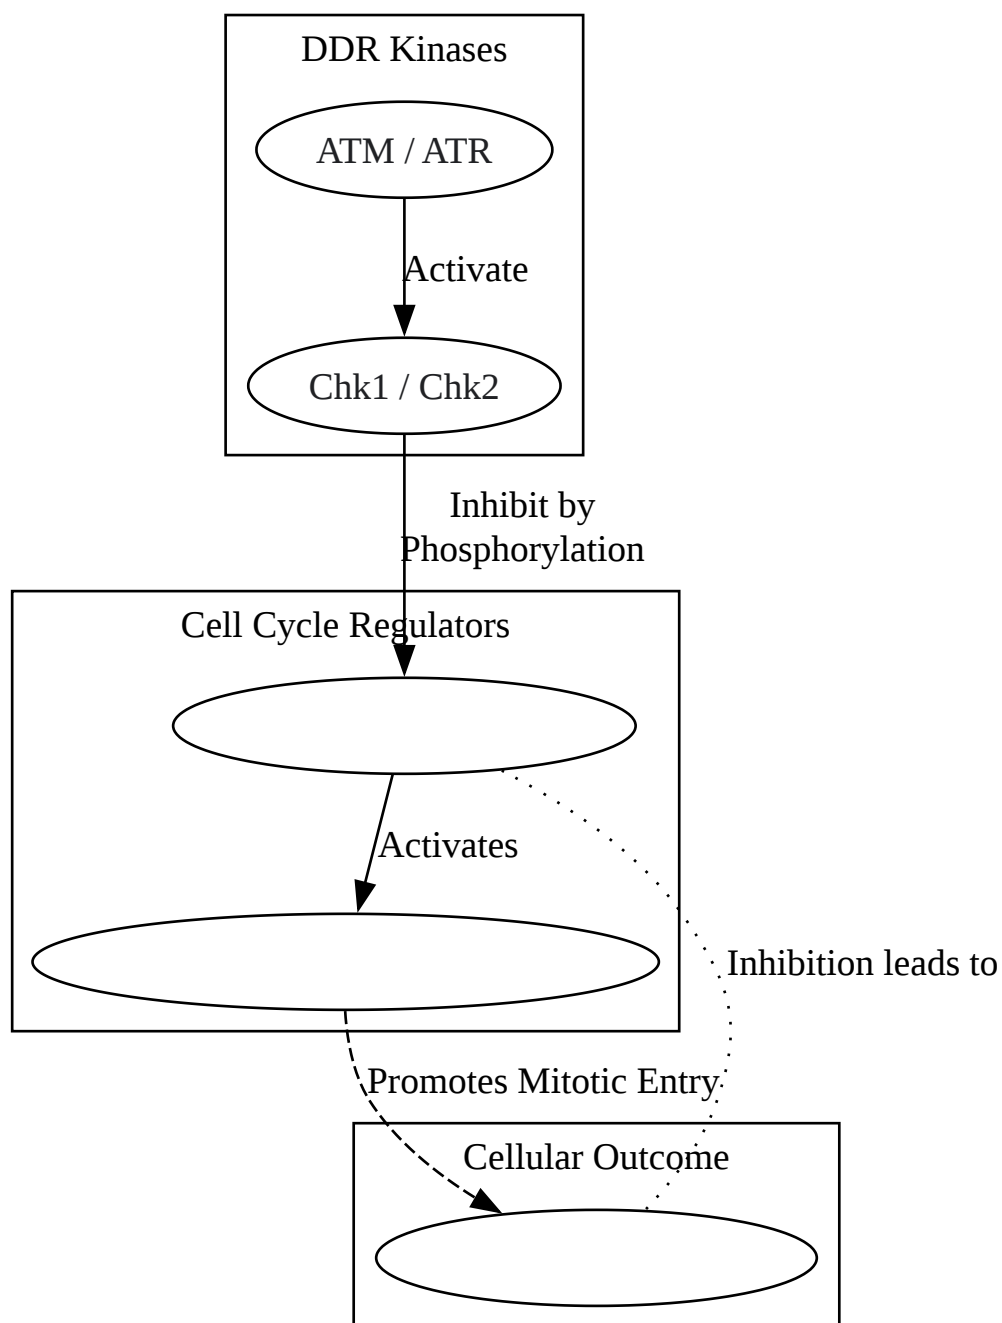 DDR Kinases
ATM / ATR
Activate
Chk1 / Chk2
Inhibit by
Phosphorylation
Cell Cycle Regulators
Activates
Inhibition leads to
Promotes Mitotic Entry
Cellular Outcome